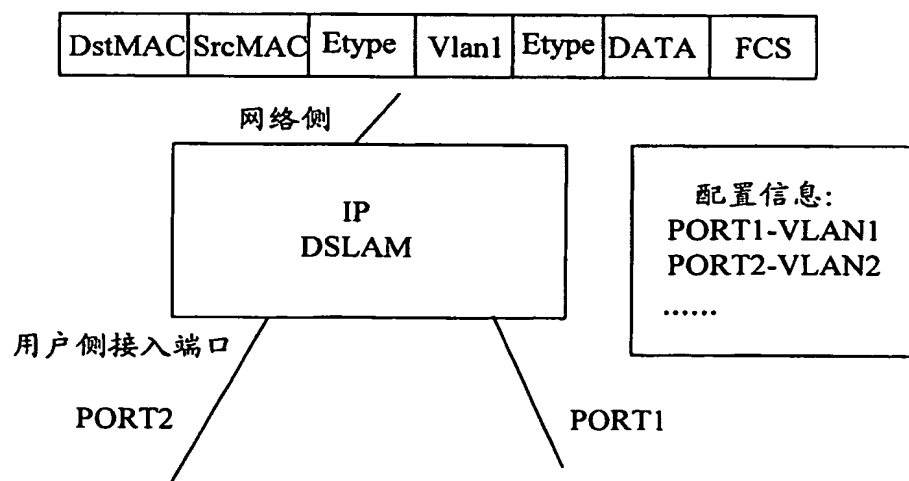 DstMAC SrcMAC Etype Vlan1 Etype DATA FCS
网络侧
IP
DSLAM
配置信息:
PORT1-VLAN1
PORT2-VLAN2
......
用户侧接入端口
PORT2
PORT1